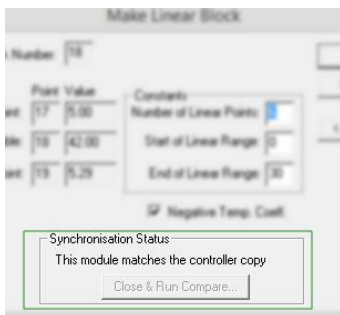 Make Linear Block
Number: 18
Point Value
17 5.00
18 42.00
19 5.29
Constants
Number of Linear Points:
Start of Linear Range: 0
End of Linear Range: 30
Negative Temp. Coeff.
Synchronisation Status
This module matches the controller copy
Close & Run Compare...